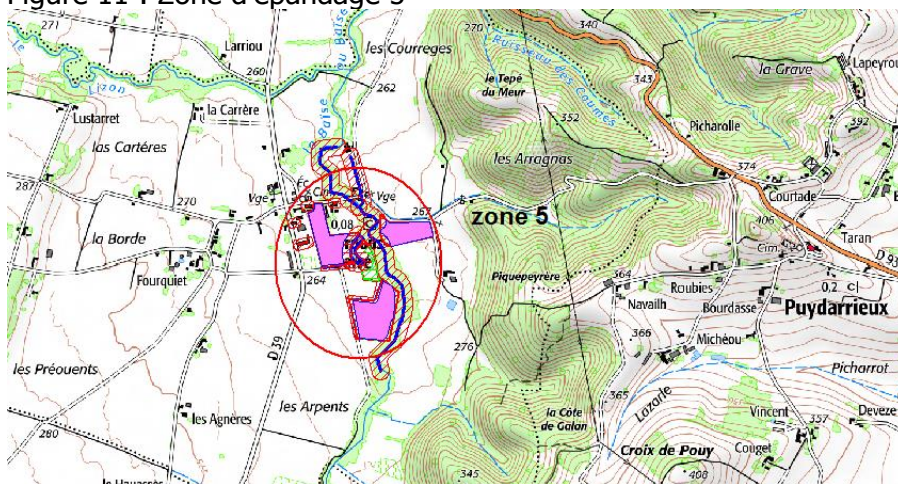 Figure 11 : Zone d'épandage 5
271
Larriou
les Courreges
270
340
Ruisseau des Coumes
343
la Grave
Lapeyrou
260
262
le Tepé
du Meur
Lizon
Lustarret
la Carrère
352
Picharolle
392
las Cartéres
les Arragnas
374
287
270
Vge
Vge
267
zone 5
Courtade
0,08
406
Taran
la Borde
Cim.
D 93
Fourquiet
264
Piquepeyrère
364
Roubies
0,2
Navailh
Bourdasse
Puydarrieux
D 39
366
Michéou
276
les Préouents
Picharrot
365
Lazaile
les Agnères
les Arpents
la Côte
de Galan
Vincent
357
Deveze
280
Croix de Pouy
Couget
345
408